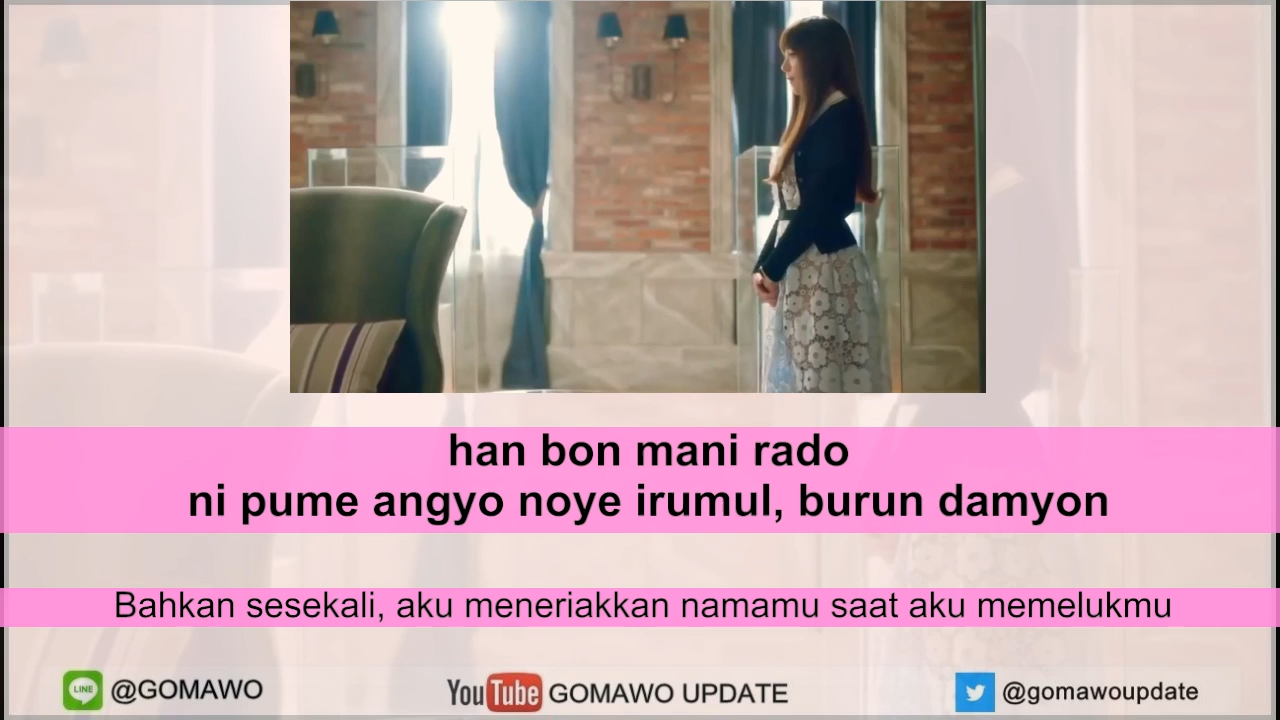 han bon mani rado
ni pume angyo noye irumul, burun damyon
Bahkan sesekali, aku meneriakkan namamu saat aku memelukmu
LINE @GOMAWO
YouTube GOMAWO UPDATE
@gomawoupdate